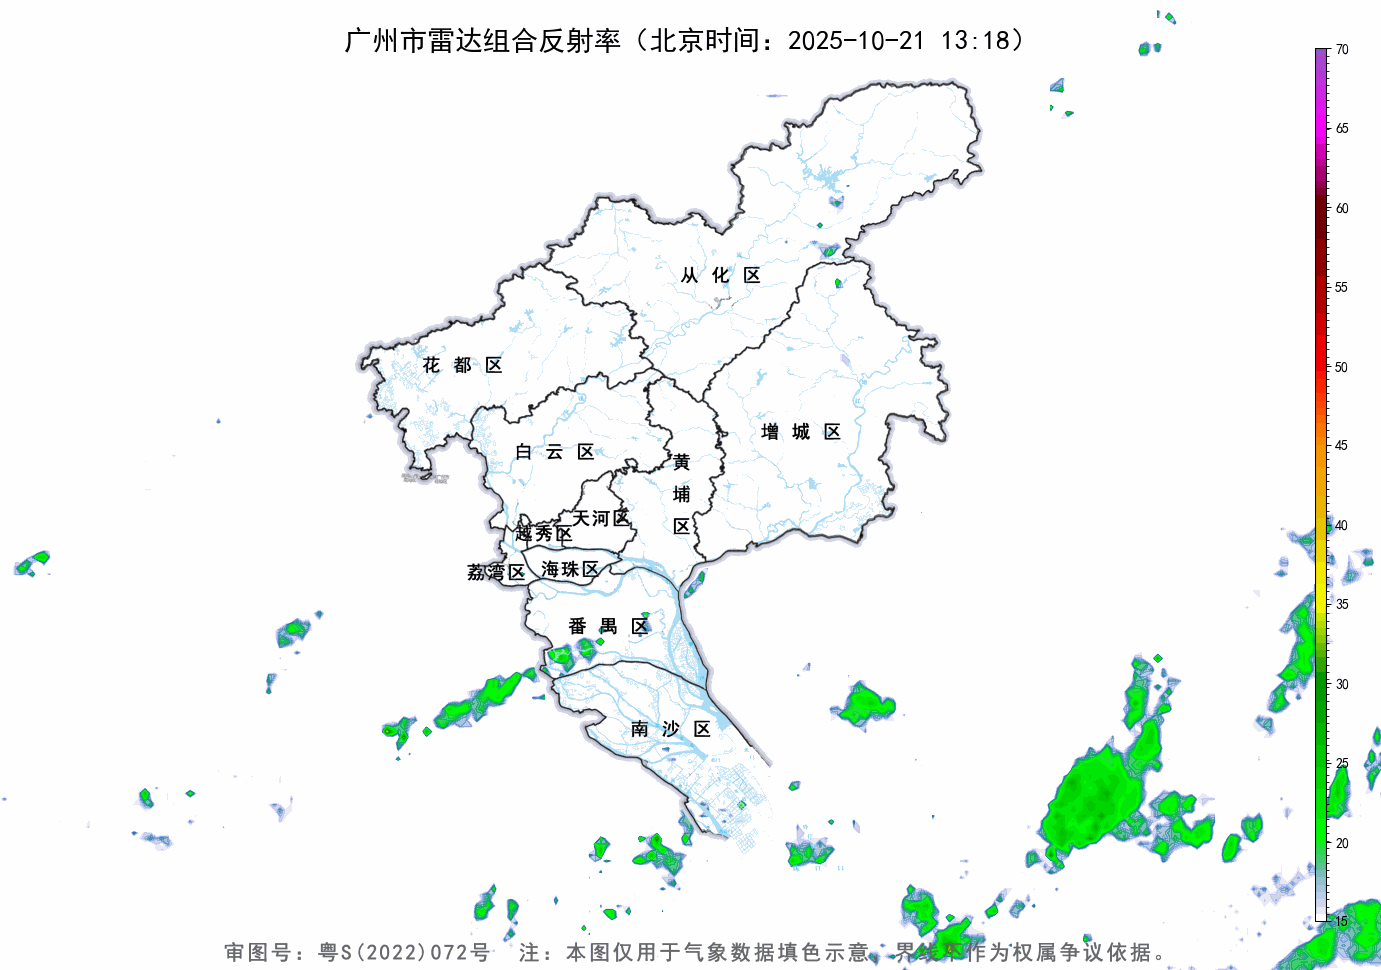 广州市雷达组合反射率（北京时间：2025-10-21 13:18）
70
65
60
55
50
45
40
35
30
25
20
15
从化区
花都区
增城区
白云区
黄埔区
天河区
越秀区
荔湾区
海珠区
番禺区
南沙区
审图号：粤S(2022)072号 注：本图仅用于气象数据填色示意，界线不作为权属争议依据。